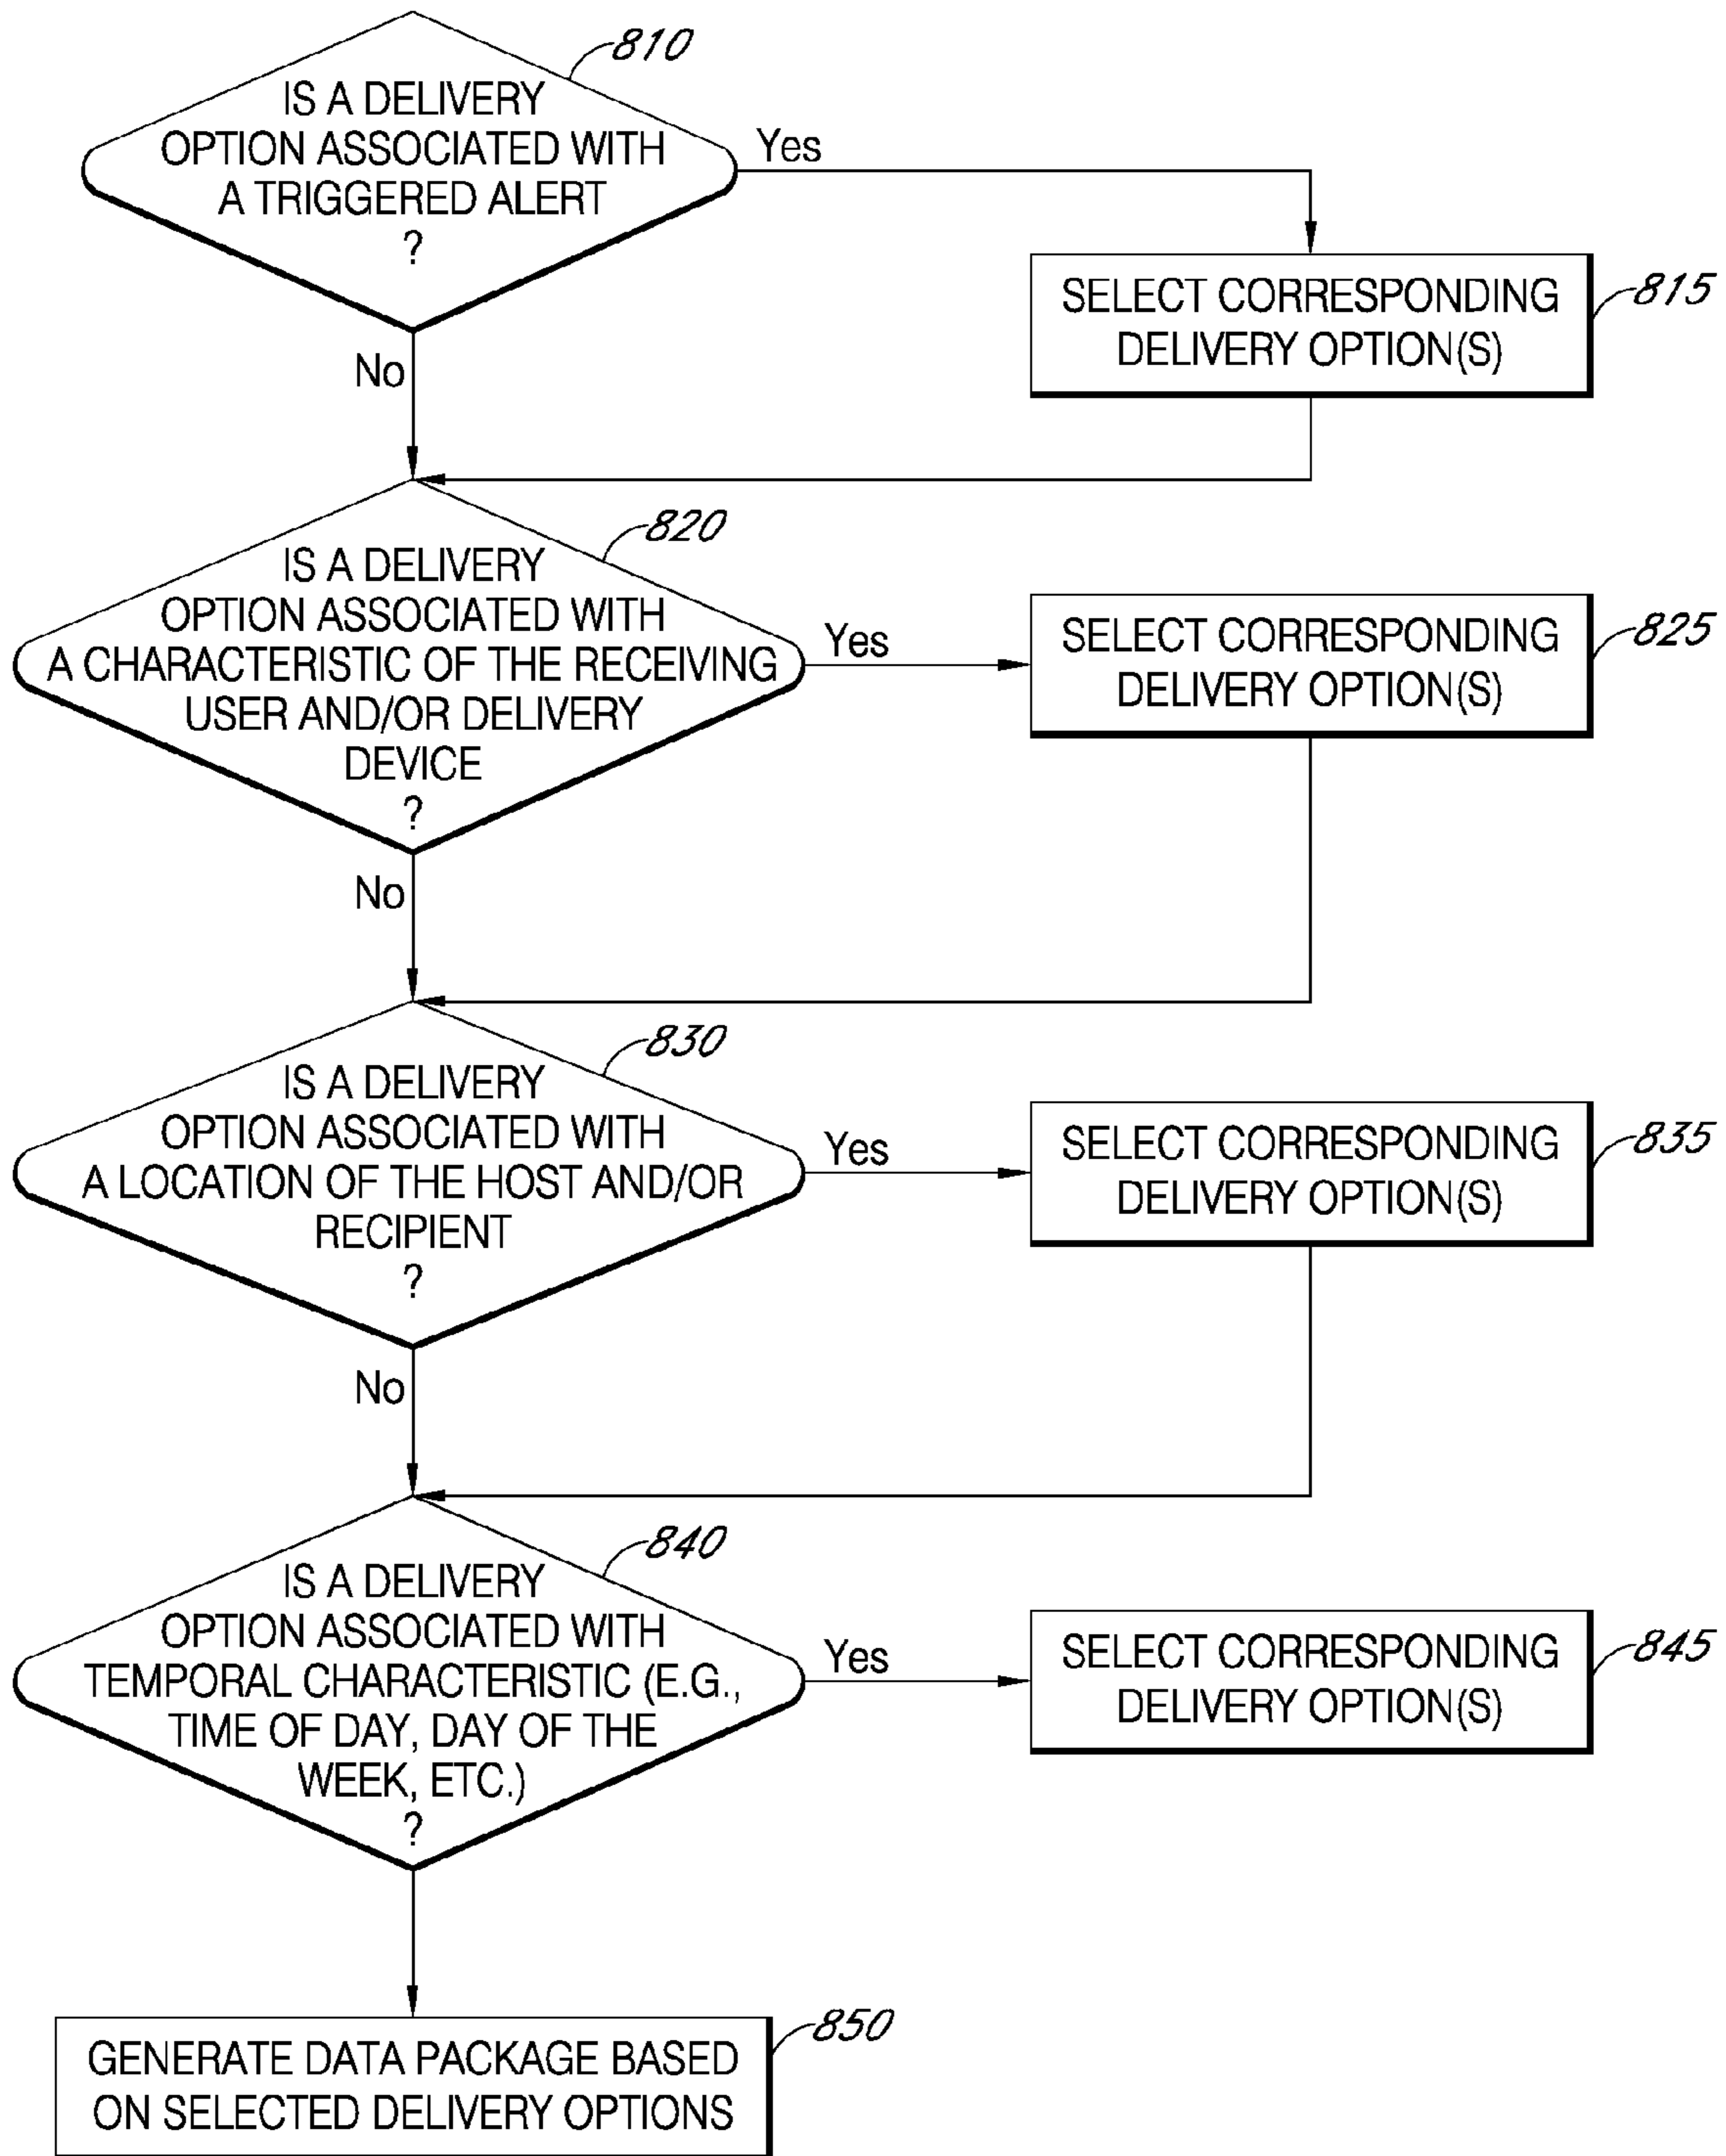 810
IS A DELIVERY
OPTION ASSOCIATED WITH
A TRIGGERED ALERT
?
Yes
No
SELECT CORRESPONDING
DELIVERY OPTION(S)
815
820
IS A DELIVERY
OPTION ASSOCIATED WITH
A CHARACTERISTIC OF THE RECEIVING
USER AND/OR DELIVERY
DEVICE
?
Yes
No
SELECT CORRESPONDING
DELIVERY OPTION(S)
825
830
IS A DELIVERY
OPTION ASSOCIATED WITH
A LOCATION OF THE HOST AND/OR
RECIPIENT
?
Yes
No
SELECT CORRESPONDING
DELIVERY OPTION(S)
835
840
IS A DELIVERY
OPTION ASSOCIATED WITH
TEMPORAL CHARACTERISTIC (E.G.,
TIME OF DAY, DAY OF THE
WEEK, ETC.)
?
Yes
SELECT CORRESPONDING
DELIVERY OPTION(S)
845
850
GENERATE DATA PACKAGE BASED
ON SELECTED DELIVERY OPTIONS